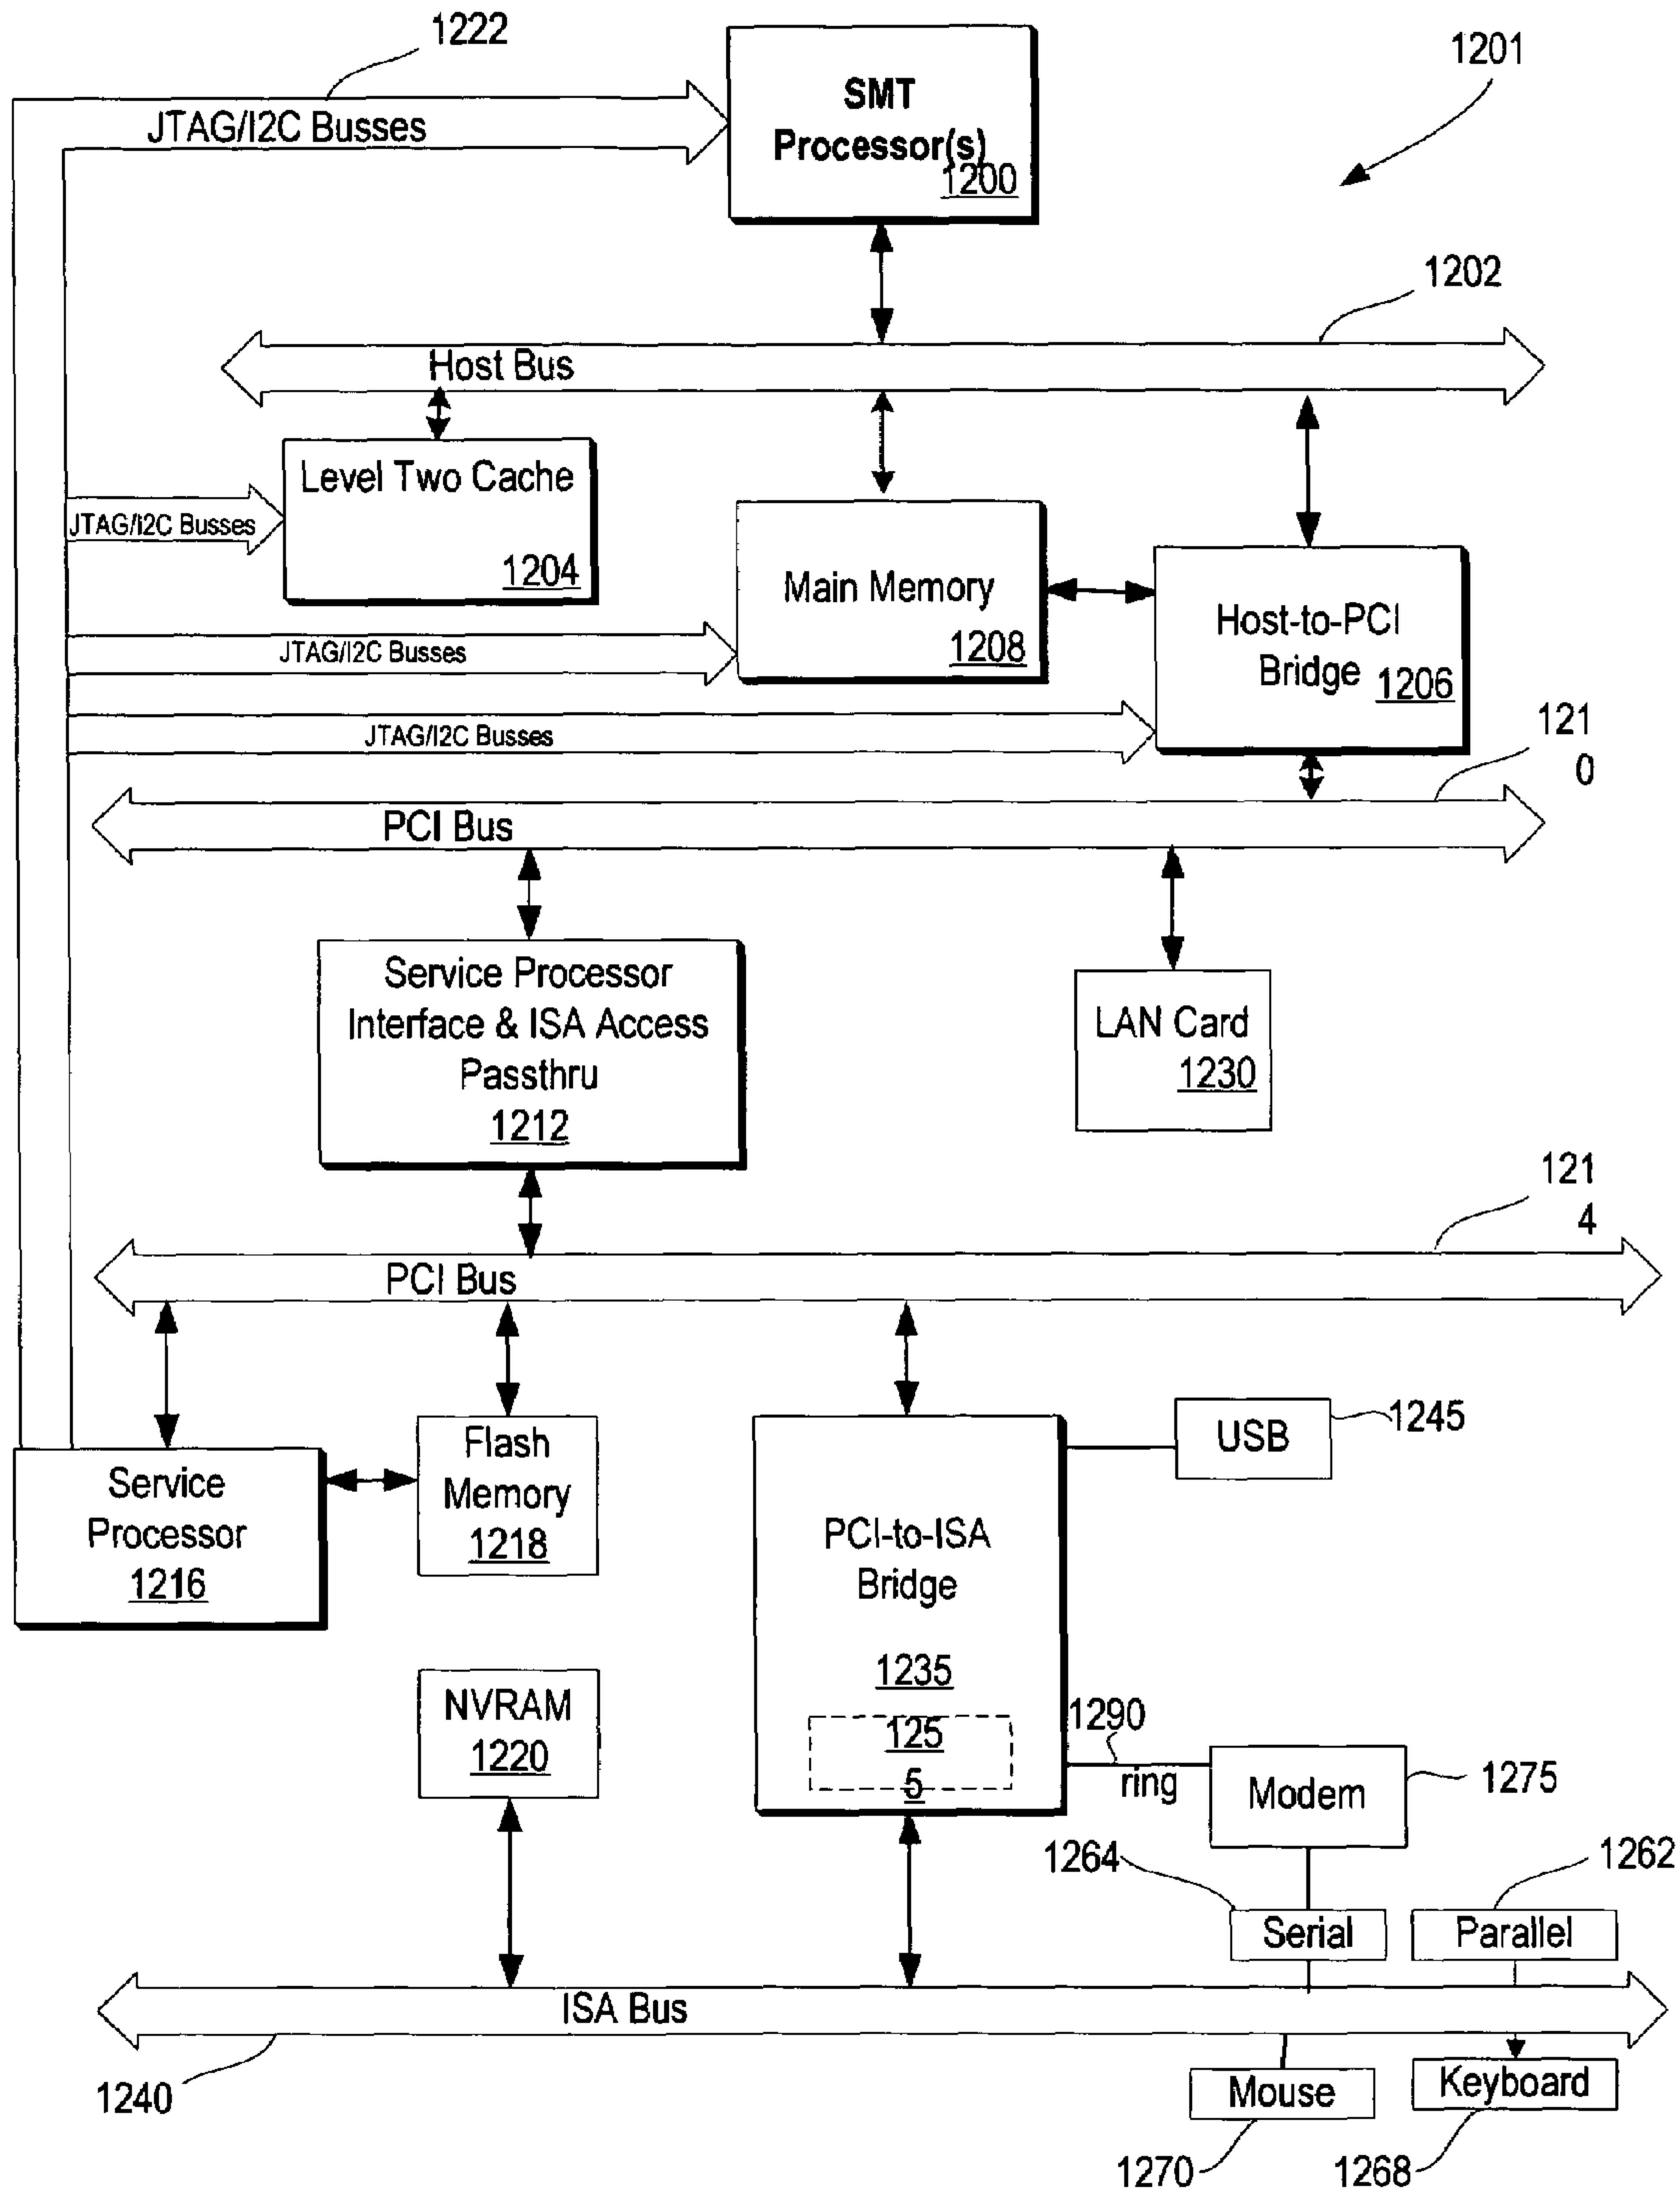 1222
1201
JTAG/I2C Busses
SMT
Processor(s)
1200
1202
Host Bus
Level Two Cache
1204
JTAG/I2C Busses
Main Memory
1208
Host-to-PCI
Bridge
1206
JTAG/I2C Busses
JTAG/I2C Busses
121
0
PCI Bus
Service Processor
Interface & ISA Access
Passthru
1212
LAN Card
1230
121
4
PCI Bus
Service
Processor
1216
Flash
Memory
1218
PCI-to-ISA
Bridge
1235
125
5
USB
1245
NVRAM
1220
1290
ring
Modem
1275
1264
1262
Serial
Parallel
ISA Bus
1240
Mouse
Keyboard
1270
1268